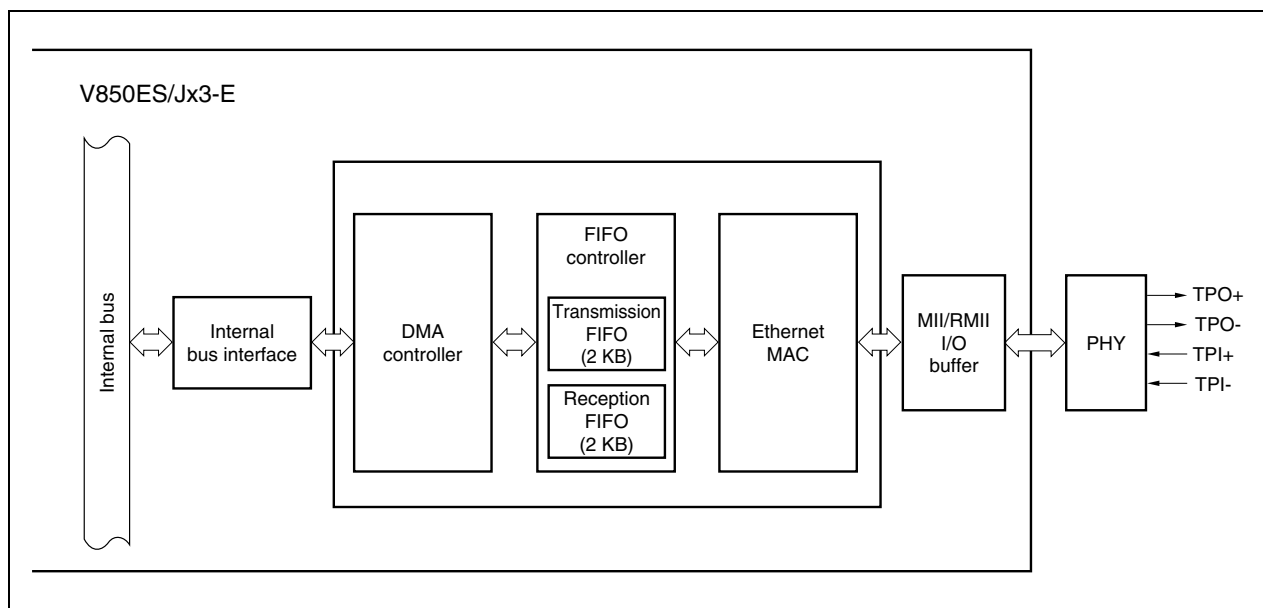 V850ES/Jx3-E
Internal bus
Internal
bus interface
DMA
controller
FIFO
controller
Transmission
FIFO
(2 KB)
Reception
FIFO
(2 KB)
Ethernet
MAC
MII/RMII
I/O
buffer
PHY
TPO+
TPO-
TPI+
TPI-